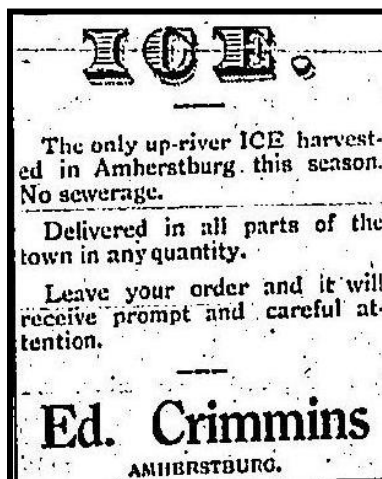 ICE.
The only up-river ICE harvest-
ed in Amherstburg this season.
No sewerage.
Delivered in all parts of the
town in any quantity.
Leave your order and it will
receive prompt and careful at-
tention.
Ed. Crimmins
AMHERSTBURG.